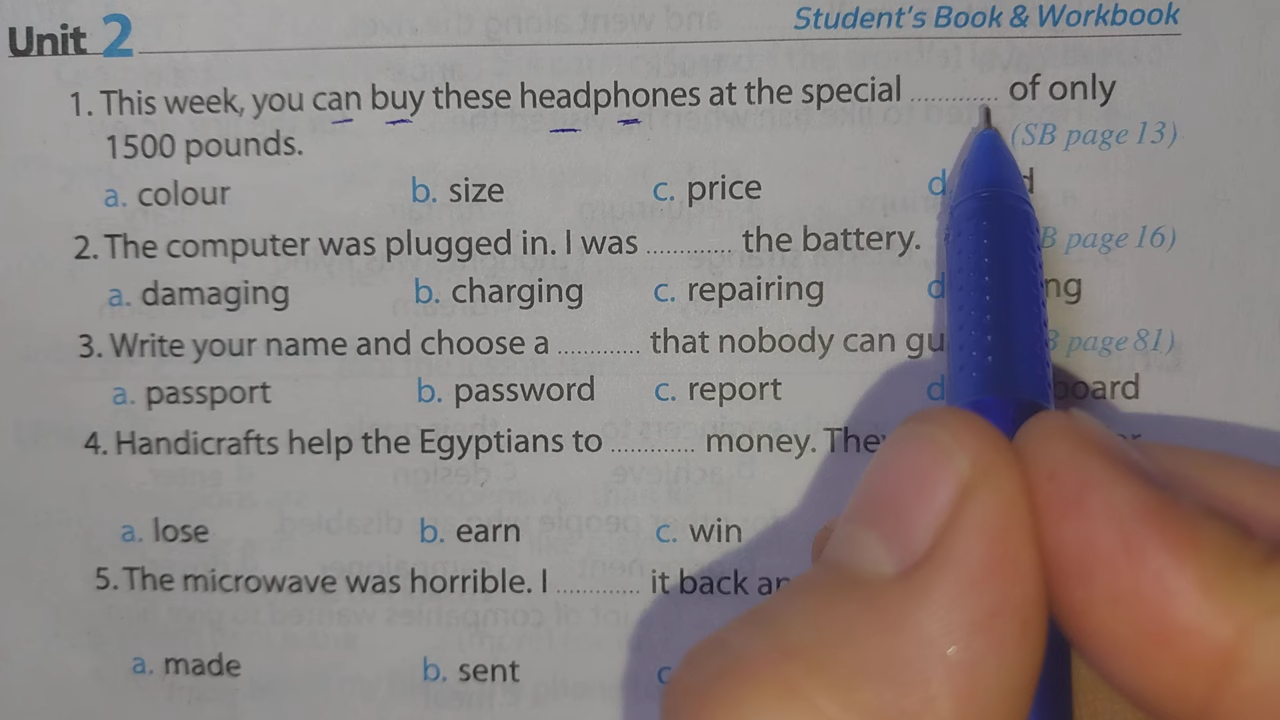 Student's Book & Workbook
Unit 2
1. This week, you can buy these headphones at the special ............ of only
1500 pounds. (SB page 13)
a. colour b. size c. price d.
2. The computer was plugged in. I was ............ the battery. page 16)
a. damaging b. charging c. repairing d
3. Write your name and choose a ............ that nobody can page 81)
a. passport b. password c. report d
4. Handicrafts help the Egyptians to ............ money.
a. lose b. earn c. win
5. The microwave was horrible. I ............ it back
a. made b. sent c